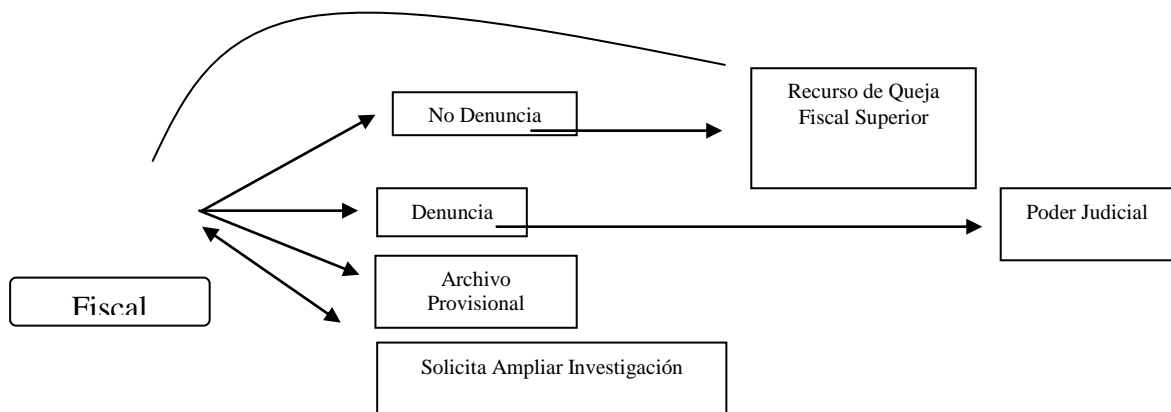 No Denuncia
Recurso de Queja
Fiscal Superior
Denuncia
Poder Judicial
Archivo
Provisional
Fiscal
Solicita Ampliar Investigación